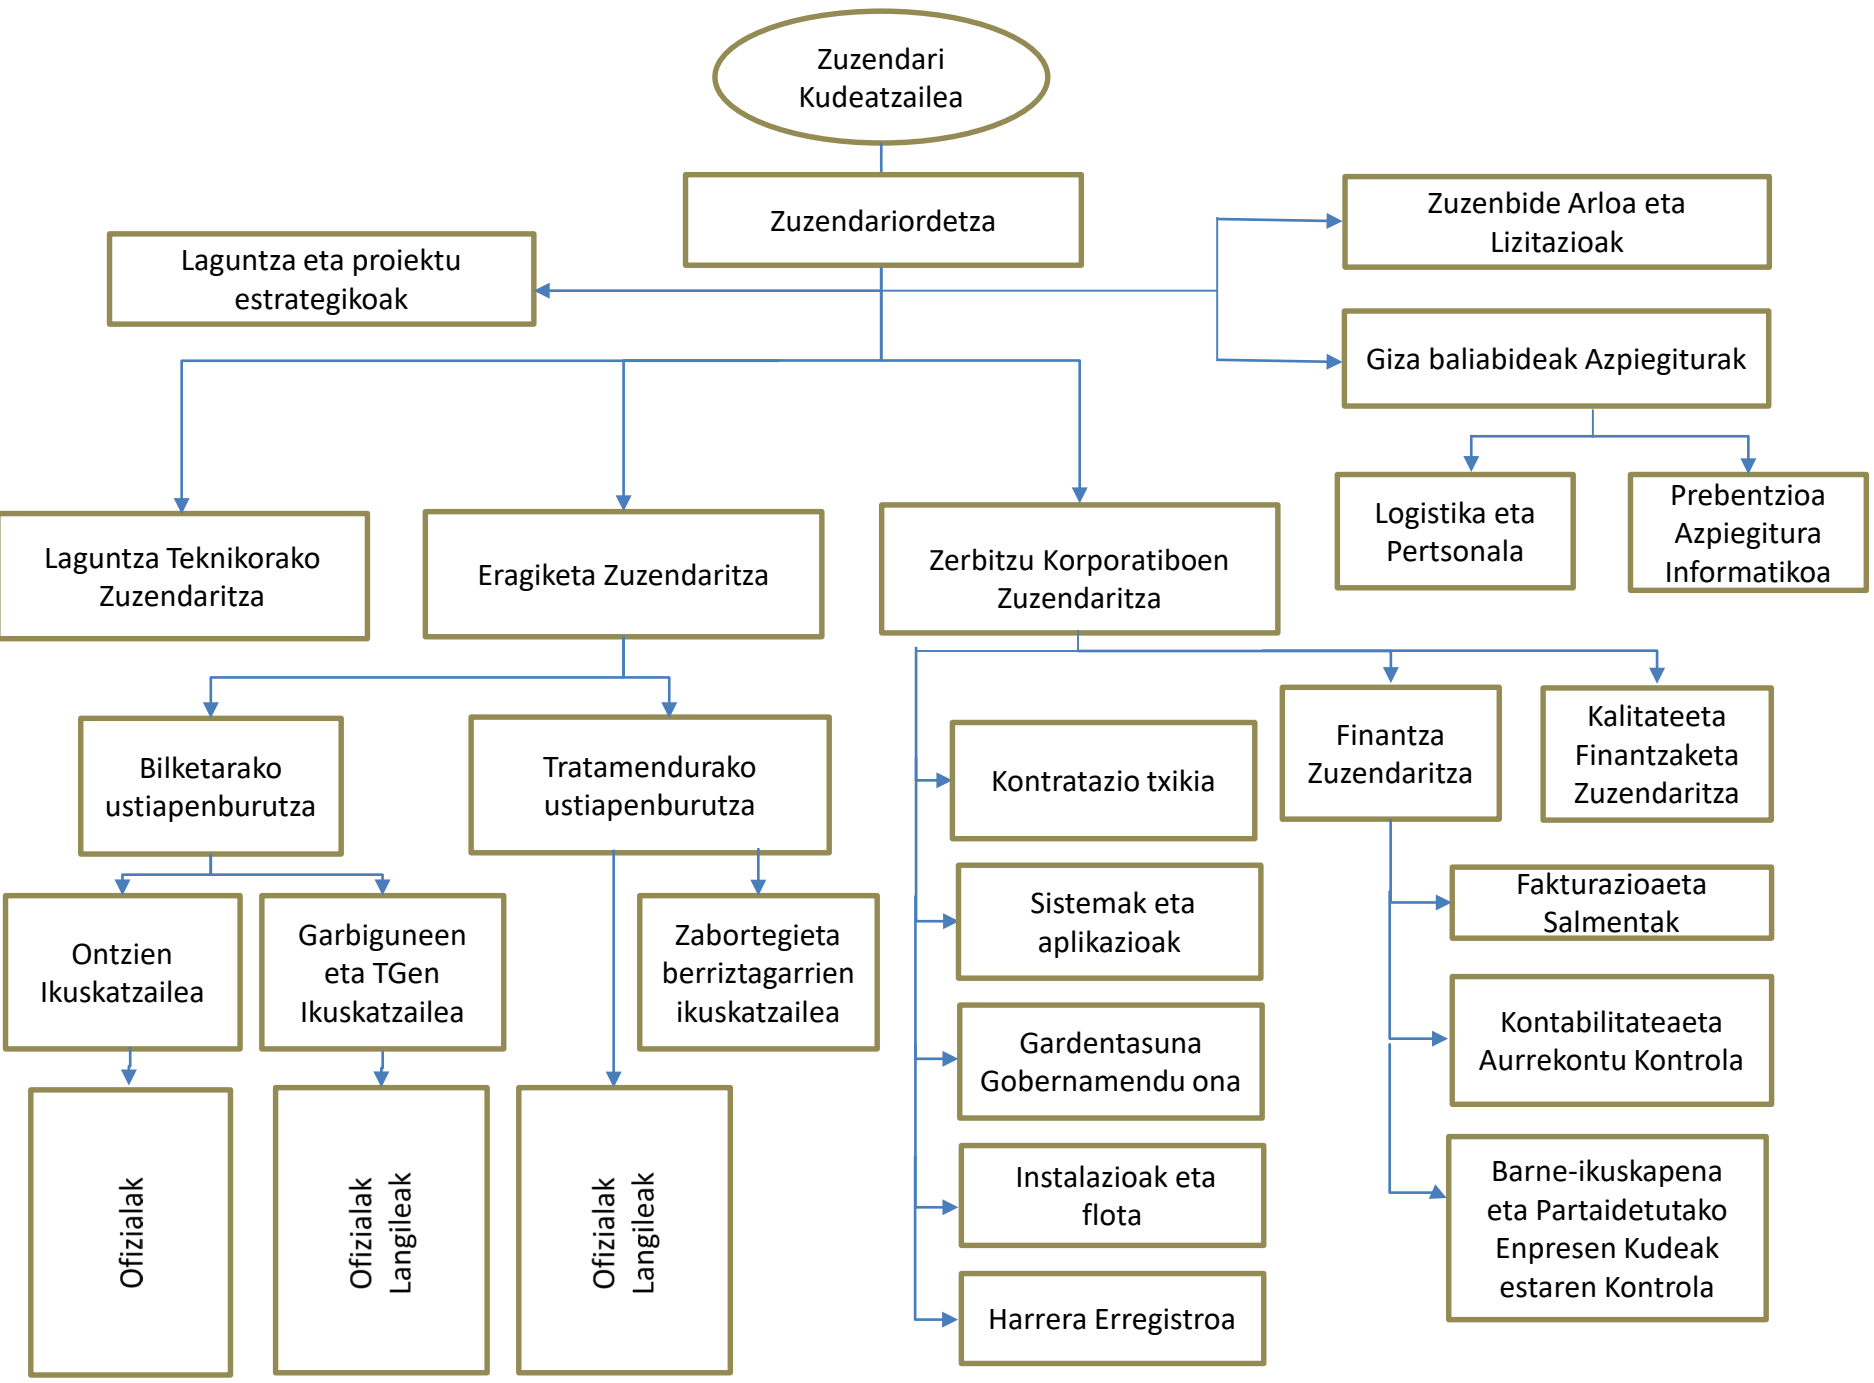 Zuzendari
Kudeatzailea
Zuzendariordetza
Zuzenbide Arloa eta
Lizitazioak
Laguntza eta proiektu
estrategikoak
Giza baliabideak Azpiegiturak
Logistika eta
Pertsonala
Prebentzioa
Azpiegitura
Informatikoa
Laguntza Teknikorako
Zuzendaritza
Eragiketa Zuzendaritza
Zerbitzu Korporatiboen
Zuzendaritza
Bilketarako
ustiapenburutza
Tratamendurako
ustiapenburutza
Kontratazio txikia
Finantza
Zuzendaritza
Kalitateeta
Finantzaketa
Zuzendaritza
Ontzien
Ikuskatzailea
Garbiguneen
eta TGen
Ikuskatzailea
Zabortegieta
berriztagarrien
ikuskatzailea
Sistemak eta
aplikazioak
Fakturazioaeta
Salmentak
Gardentasuna
Gobernamendu ona
Kontabilitateaeta
Aurrekontu Kontrola
Ofizialak
Ofizialak
Langileak
Ofizialak
Langileak
Instalazioak eta
flota
Barne-ikuskapena
eta Partaidetutako
Enpresen Kudeak
estaren Kontrola
Harrera Erregistroa